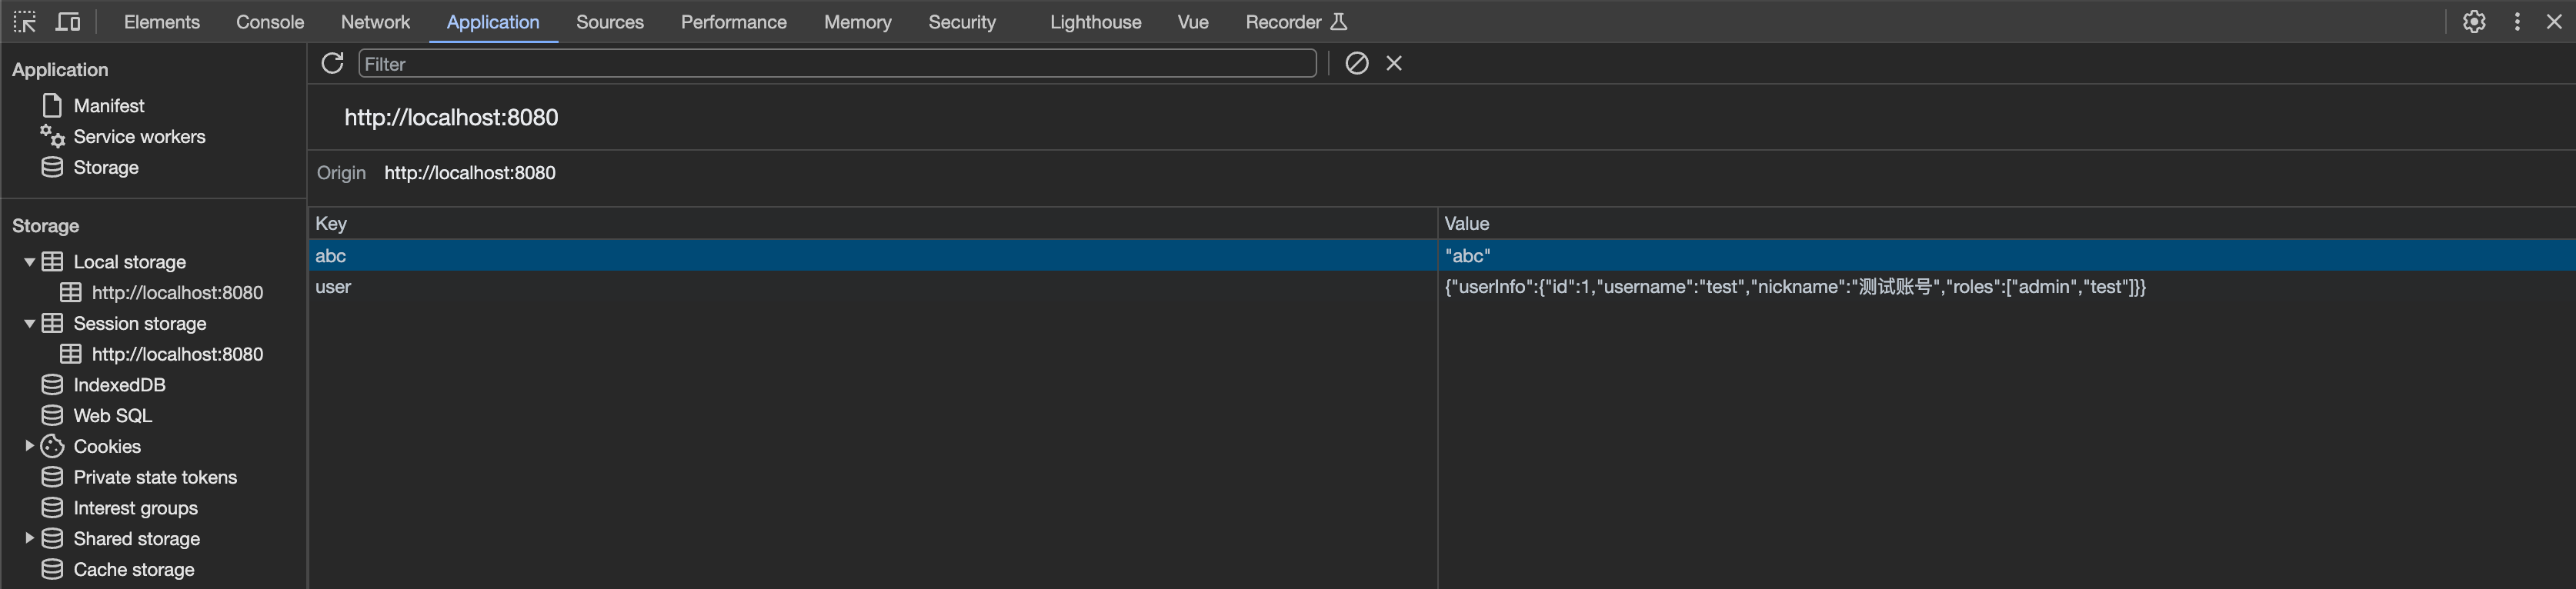 Elements Console Network Application Sources Performance Memory Security Lighthouse Vue Recorder
Application
Manifest
Service workers
Storage
Storage
Local storage
http://localhost:8080
Session storage
http://localhost:8080
IndexedDB
Web SQL
Cookies
Private state tokens
Interest groups
Shared storage
Cache storage
Filter
http://localhost:8080
Origin http://localhost:8080
Key Value
abc "abc"
user {"userInfo":{"id":1,"username":"test","nickname":"测试账号","roles":["admin","test"]}}